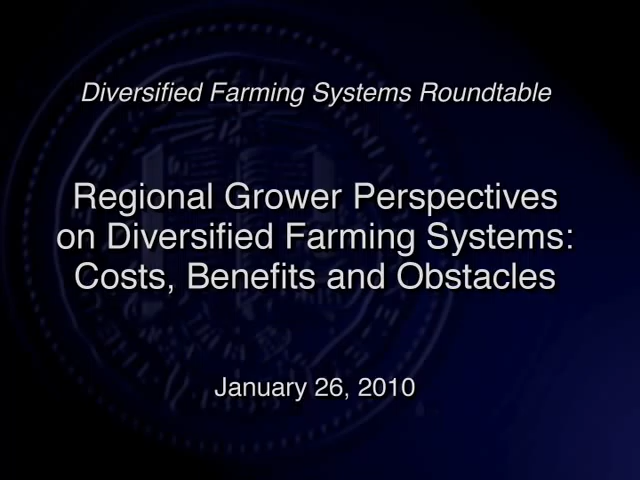 Diversified Farming Systems Roundtable
Regional Grower Perspectives
on Diversified Farming Systems:
Costs, Benefits and Obstacles
January 26, 2010